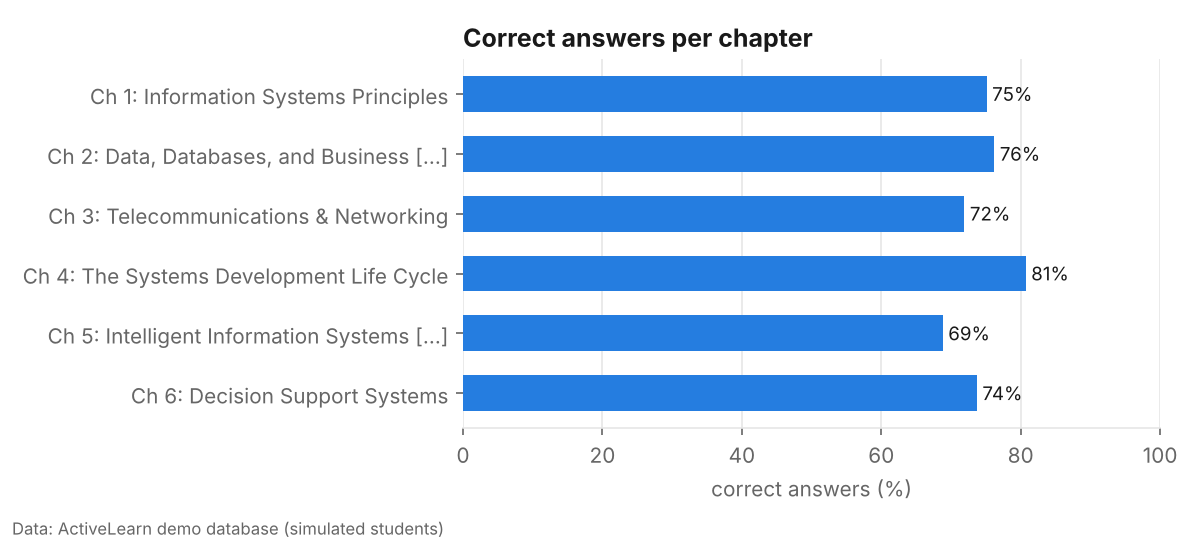 Correct answers per chapter
Ch 1: Information Systems Principles
75%
Ch 2: Data, Databases, and Business [...]
76%
Ch 3: Telecommunications & Networking
72%
Ch 4: The Systems Development Life Cycle
81%
Ch 5: Intelligent Information Systems [...]
69%
Ch 6: Decision Support Systems
74%
0 20 40 60 80 100
correct answers (%)
Data: ActiveLearn demo database (simulated students)